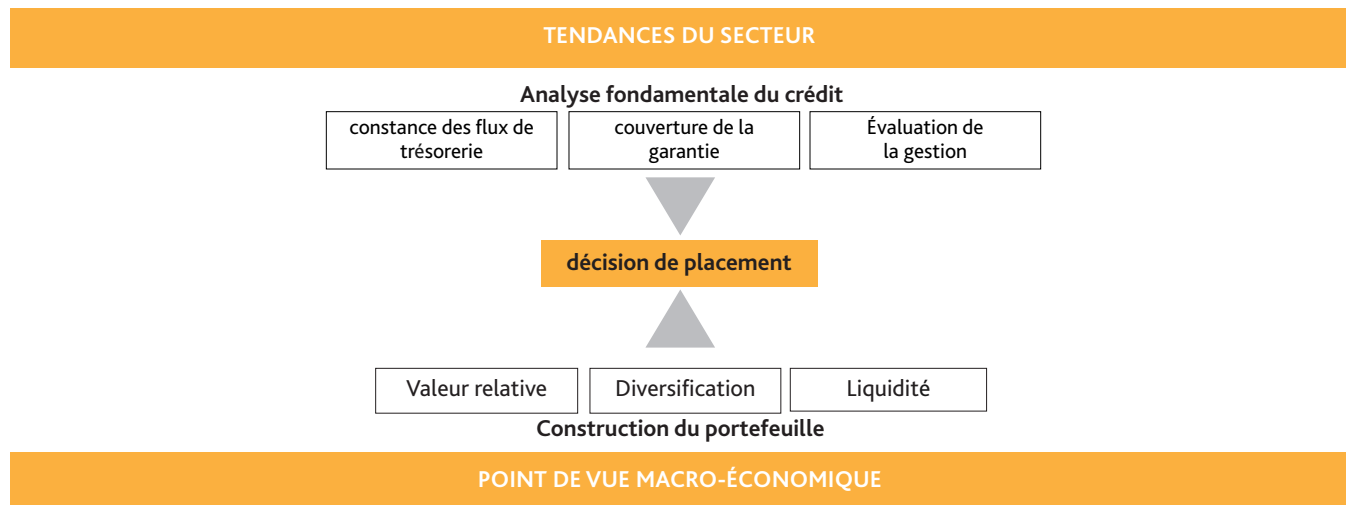 TENDANCES DU SECTEUR
Analyse fondamentale du crédit
constance des flux de
trésorerie
couverture de la
garantie
Évaluation de
la gestion
décision de placement
Valeur relative
Diversification
Liquidité
Construction du portefeuille
POINT DE VUE MACRO-ÉCONOMIQUE